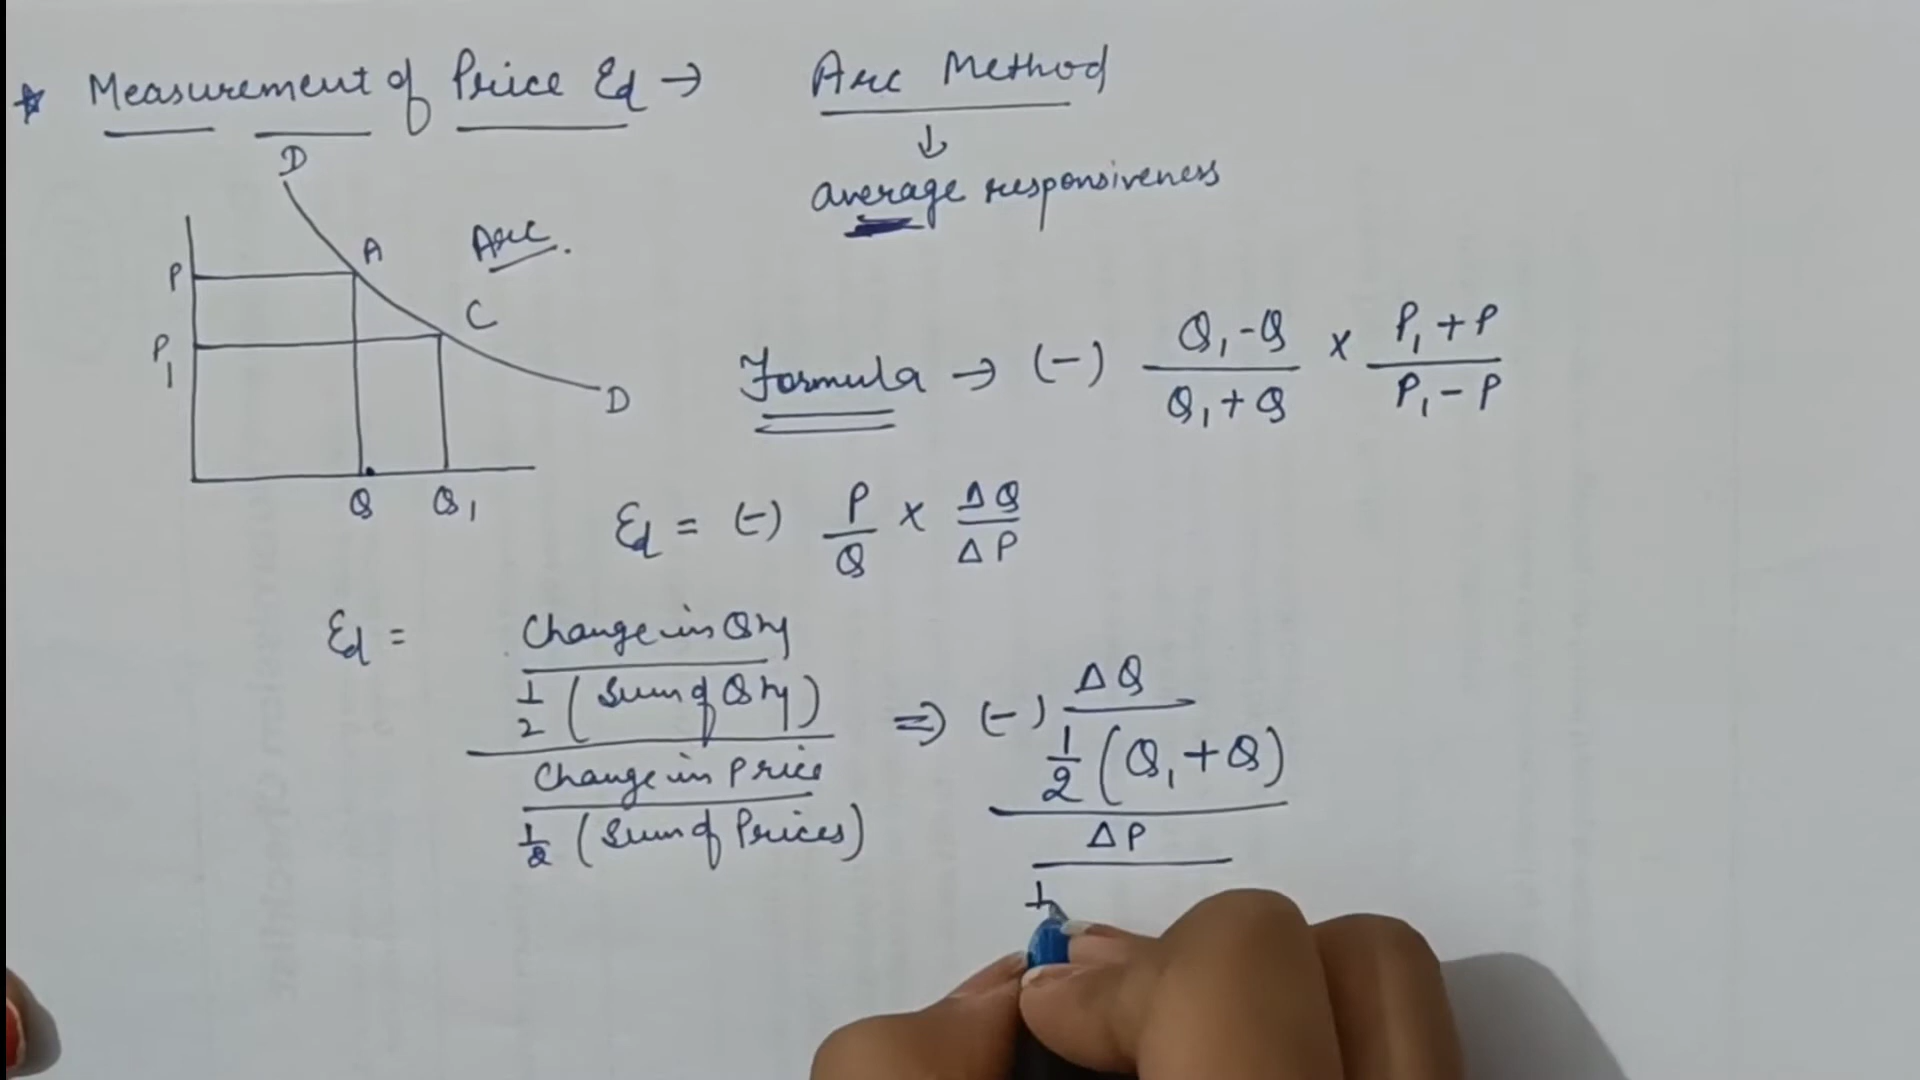 ★ Measurement of Price Ed → Arc Method
↓
average responsiveness
D
A
Arc.
P
C
P1
D
Q Q1
Formula → (-) Q1-Q / Q1+Q × P1+P / P1-P
Ed = (-) P/Q × ΔQ/ΔP
Ed = Change in Qty
1/2 (Sum of Qty)
Change in Price
1/2 (Sum of Prices)
⇒ (-) ΔQ
1/2 (Q1+Q)
ΔP
1